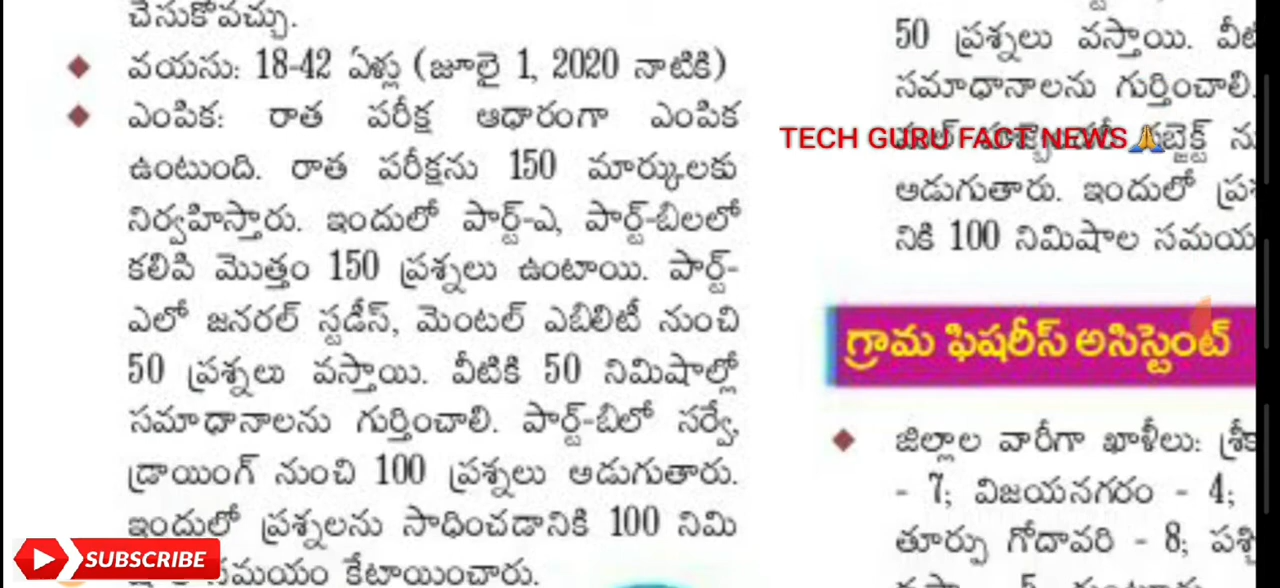 చేసుకోవచ్చు.
వయసు: 18-42 ఏళ్లు (జూలై 1, 2020 నాటికి)
ఎంపిక: రాత పరీక్ష ఆధారంగా ఎంపిక
ఉంటుంది. రాత పరీక్షను 150 మార్కులకు
నిర్వహిస్తారు. ఇందులో పార్ట్-ఎ, పార్ట్-బీలలో
కలిపి మొత్తం 150 ప్రశ్నలు ఉంటాయి. పార్ట్-
ఎలో జనరల్ స్టడీస్, మెంటల్ ఎబిలిటీ నుంచి
50 ప్రశ్నలు వస్తాయి. వీటికి 50 నిమిషాల్లో
సమాధానాలను గుర్తించాలి. పార్ట్-బిలో సర్వే,
డ్రాయింగ్ నుంచి 100 ప్రశ్నలు అడుగుతారు.
ఇందులో ప్రశ్నలను సాధించడానికి 100 నిమి
సమయం కేటాయించారు.
SUBSCRIBE
50 ప్రశ్నలు వస్తాయి.
సమాధానాలను గుర్తించాలి.
TECH GURU FACT NEWS🙏
అడుగుతారు. ఇందులో
నికి 100 నిమిషాల సమయ
గ్రామ ఫిషరీస్ అసిస్టెంట్
జిల్లాల వారీగా ఖాళీలు:
- 7; విజయనగరం - 4;
తూర్పు గోదావరి - 8;